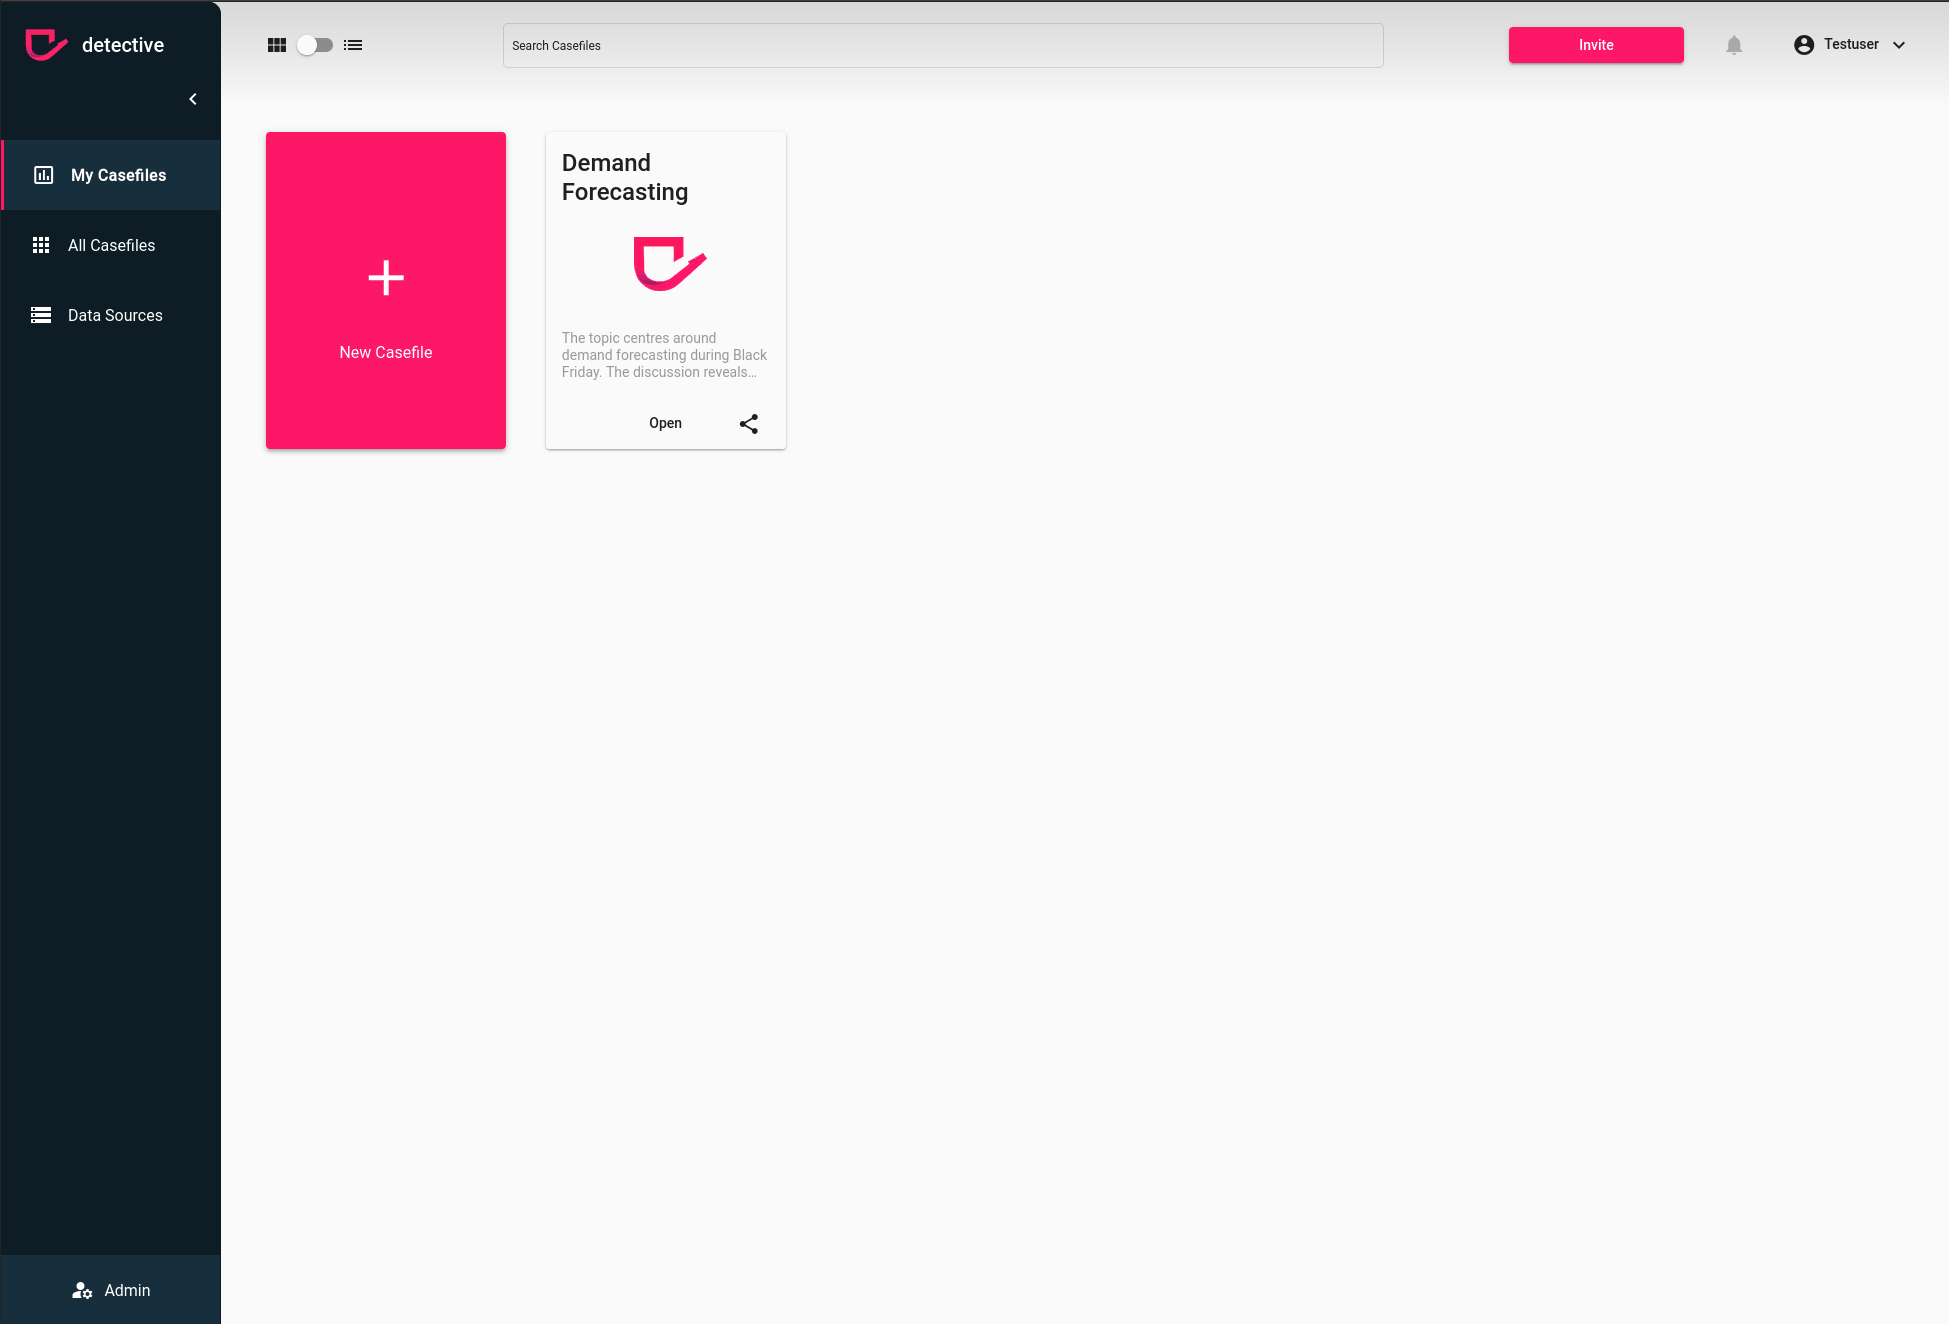 detective
Search Casefiles
Invite
Testuser
My Casefiles
All Casefiles
Data Sources
New Casefile
Demand
Forecasting
The topic centres around
demand forecasting during Black
Friday. The discussion reveals...
Open
Admin